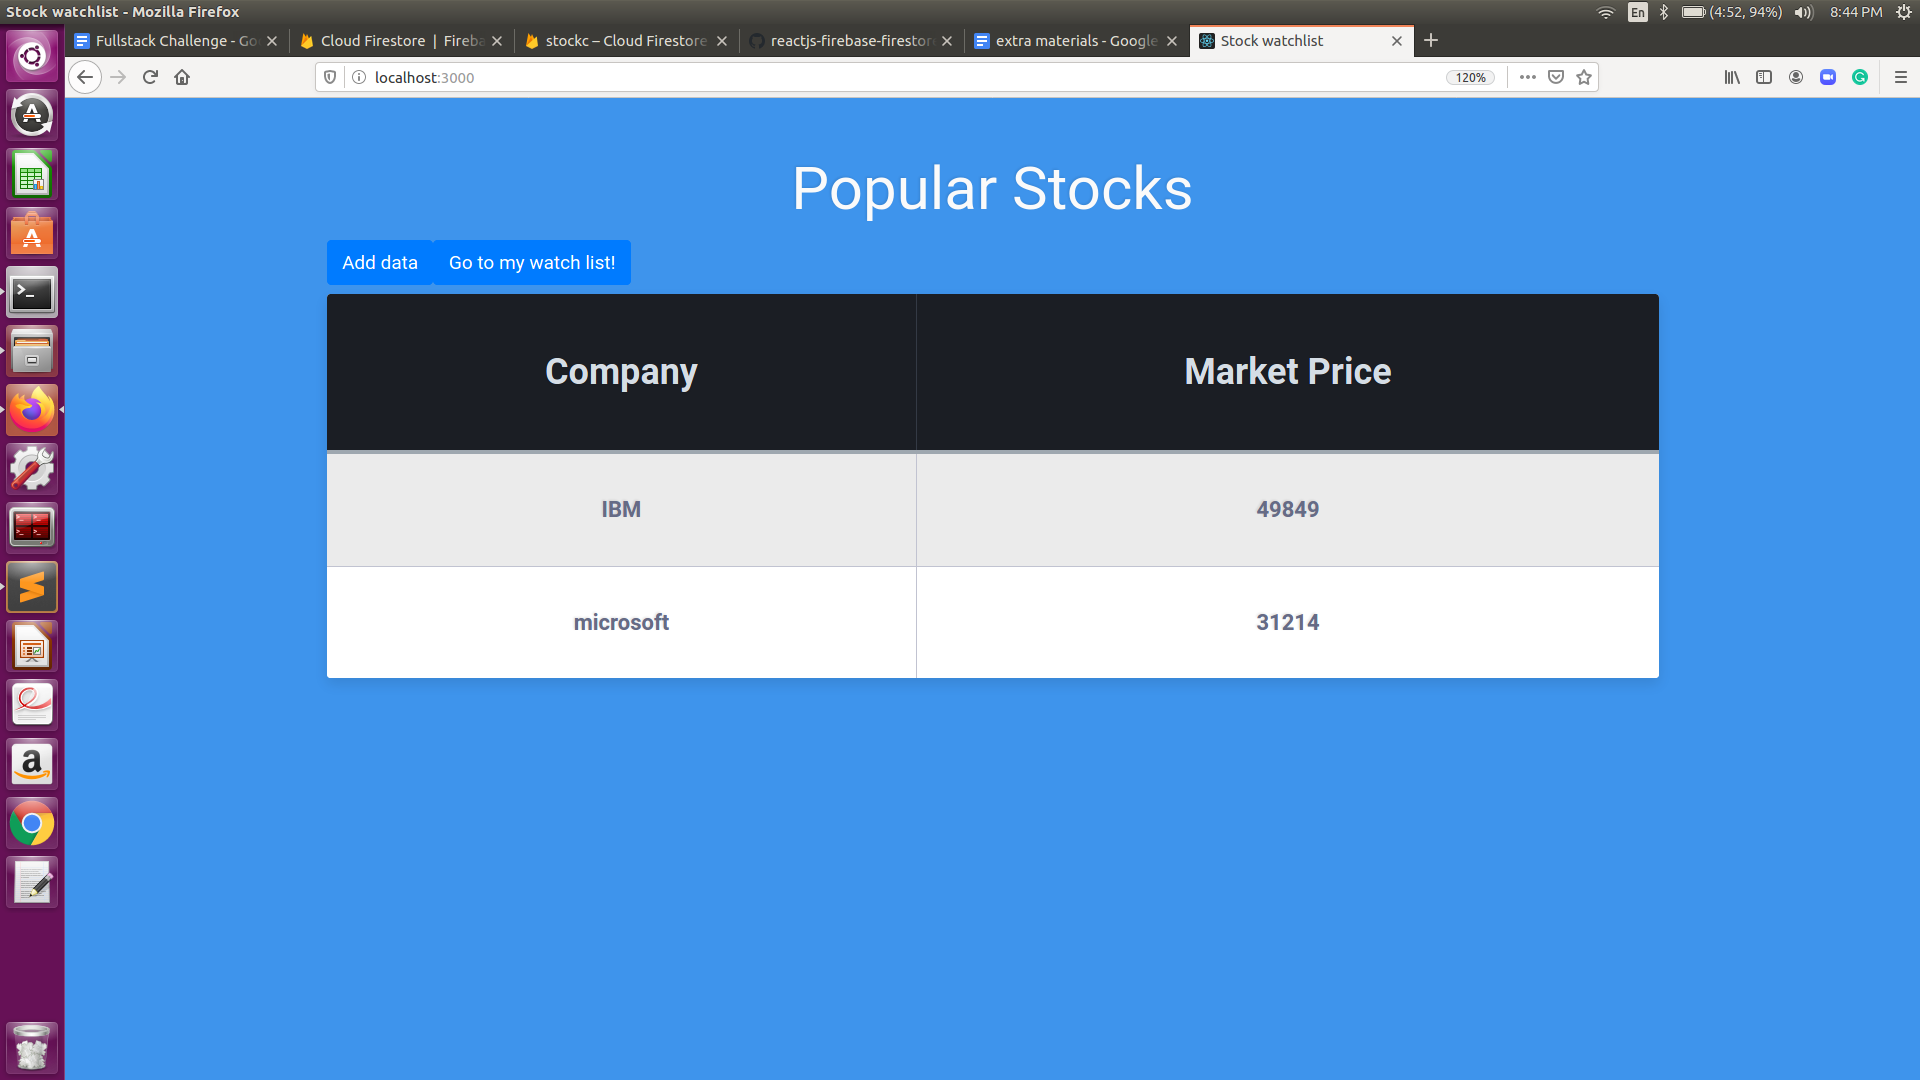 Stock watchlist - Mozilla Firefox
En (4:52, 94%) 8:44 PM
Fullstack Challenge - Go
Cloud Firestore | Fireba
stockc – Cloud Firestore
reactjs-firebase-firestor
extra materials - Google
Stock watchlist
localhost:3000
120%
Popular Stocks
Add data
Go to my watch list!
Company Market Price
IBM 49849
microsoft 31214